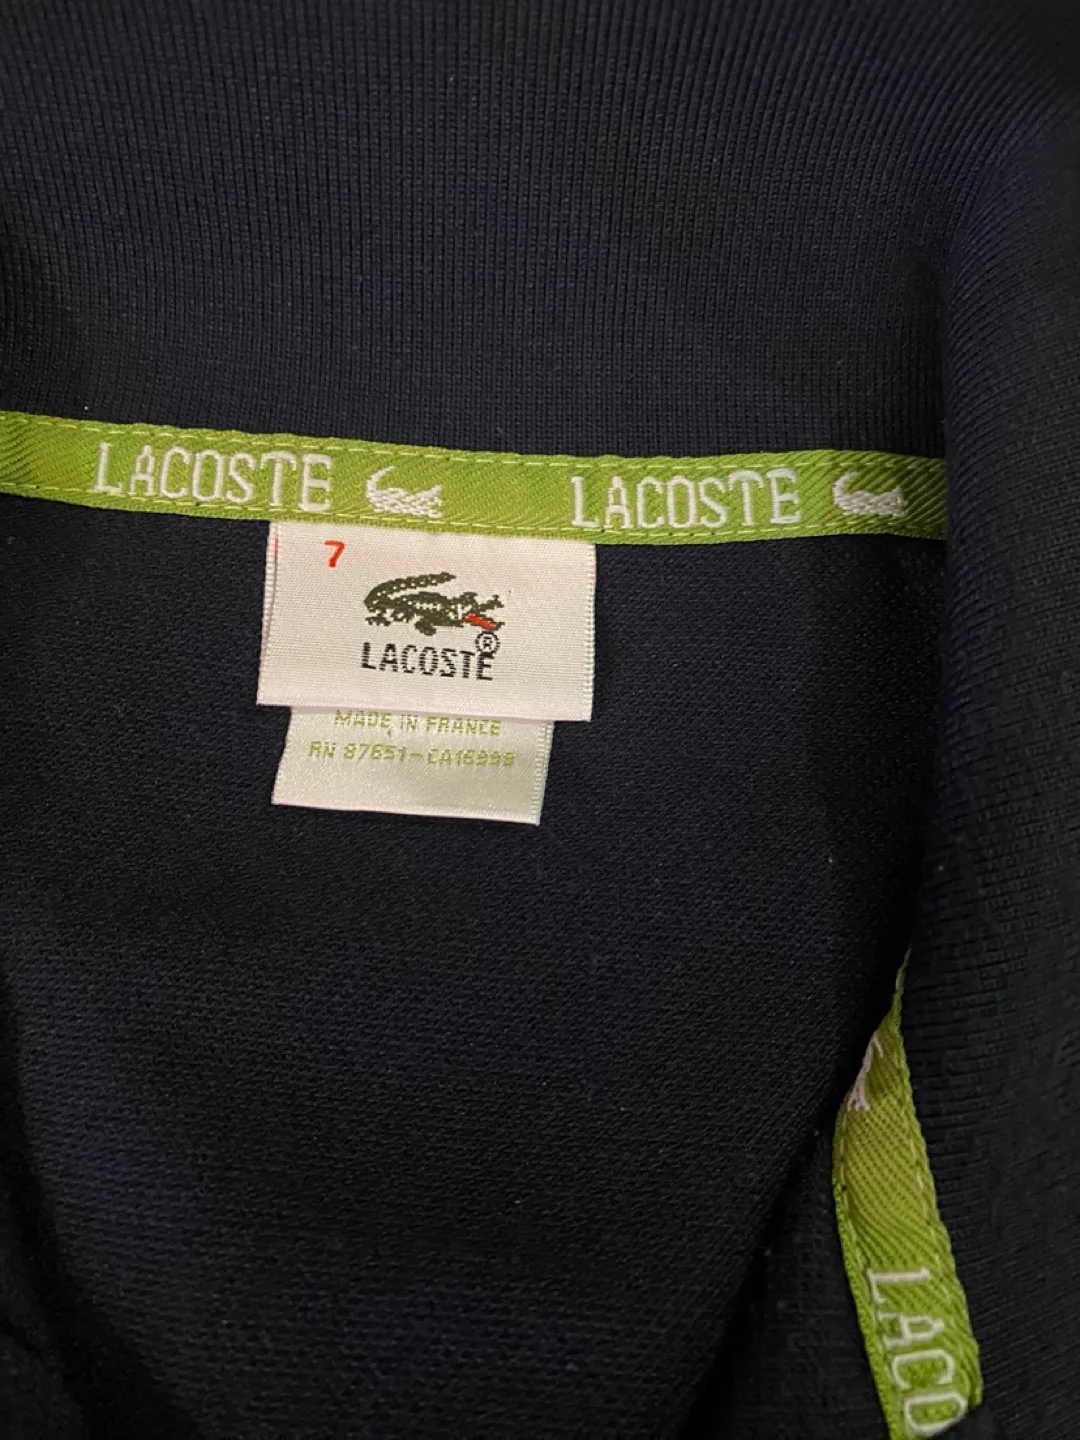 LACOSTE LACOSTE
7
LACOSTE®
MADE IN FRANCE
RN 87651-CA16999
LACO